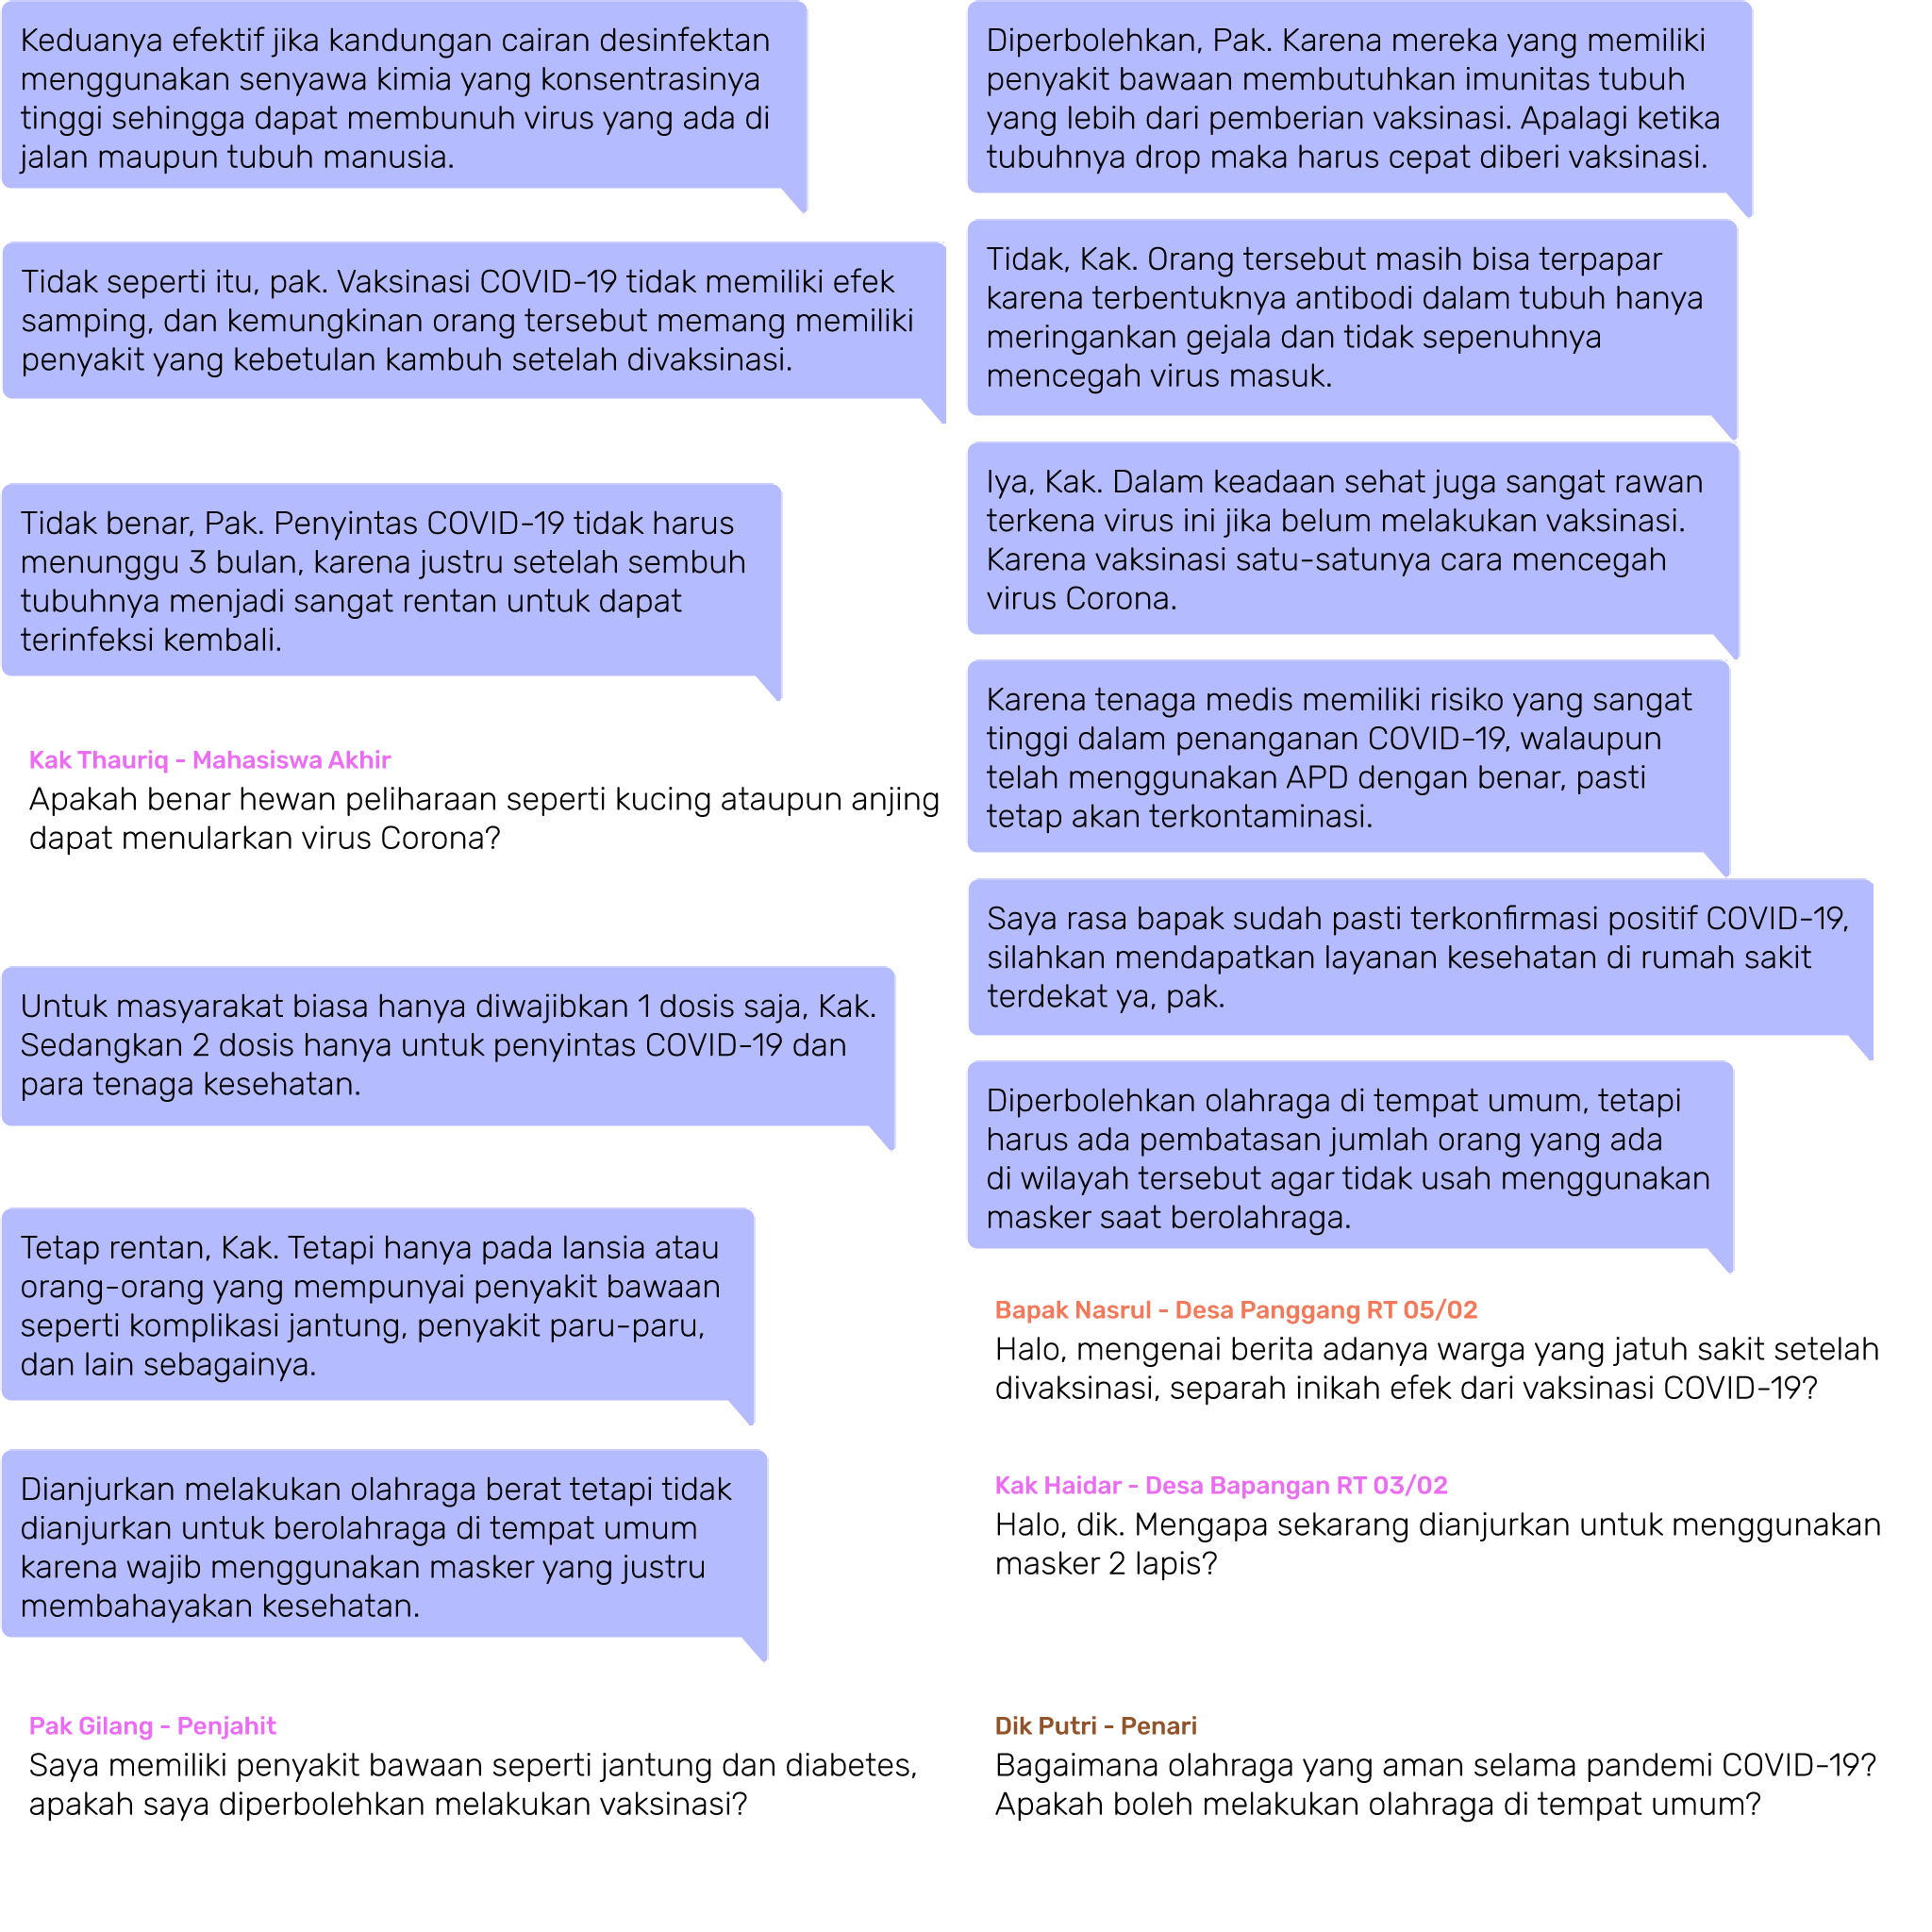 Keduanya efektif jika kandungan cairan desinfektan
menggunakan senyawa kimia yang konsentrasinya
tinggi sehingga dapat membunuh virus yang ada di
jalan maupun tubuh manusia.
Tidak seperti itu, pak. Vaksinasi COVID-19 tidak memiliki efek
samping, dan kemungkinan orang tersebut memang memiliki
penyakit yang kebetulan kambuh setelah divaksinasi.
Tidak benar, Pak. Penyintas COVID-19 tidak harus
menunggu 3 bulan, karena justru setelah sembuh
tubuhnya menjadi sangat rentan untuk dapat
terinfeksi kembali.
Kak Thauriq - Mahasiswa Akhir
Apakah benar hewan peliharaan seperti kucing ataupun anjing
dapat menularkan virus Corona?
Untuk masyarakat biasa hanya diwajibkan 1 dosis saja, Kak.
Sedangkan 2 dosis hanya untuk penyintas COVID-19 dan
para tenaga kesehatan.
Tetap rentan, Kak. Tetapi hanya pada lansia atau
orang-orang yang mempunyai penyakit bawaan
seperti komplikasi jantung, penyakit paru-paru,
dan lain sebagainya.
Dianjurkan melakukan olahraga berat tetapi tidak
dianjurkan untuk berolahraga di tempat umum
karena wajib menggunakan masker yang justru
membahayakan kesehatan.
Pak Gilang - Penjahit
Saya memiliki penyakit bawaan seperti jantung dan diabetes,
apakah saya diperbolehkan melakukan vaksinasi?
Diperbolehkan, Pak. Karena mereka yang memiliki
penyakit bawaan membutuhkan imunitas tubuh
yang lebih dari pemberian vaksinasi. Apalagi ketika
tubuhnya drop maka harus cepat diberi vaksinasi.
Tidak, Kak. Orang tersebut masih bisa terpapar
karena terbentuknya antibodi dalam tubuh hanya
meringankan gejala dan tidak sepenuhnya
mencegah virus masuk.
Iya, Kak. Dalam keadaan sehat juga sangat rawan
terkena virus ini jika belum melakukan vaksinasi.
Karena vaksinasi satu-satunya cara mencegah
virus Corona.
Karena tenaga medis memiliki risiko yang sangat
tinggi dalam penanganan COVID-19, walaupun
telah menggunakan APD dengan benar, pasti
tetap akan terkontaminasi.
Saya rasa bapak sudah pasti terkonfirmasi positif COVID-19,
silahkan mendapatkan layanan kesehatan di rumah sakit
terdekat ya, pak.
Diperbolehkan olahraga di tempat umum, tetapi
harus ada pembatasan jumlah orang yang ada
di wilayah tersebut agar tidak usah menggunakan
masker saat berolahraga.
Bapak Nasrul - Desa Panggang RT 05/02
Halo, mengenai berita adanya warga yang jatuh sakit setelah
divaksinasi, separah inikah efek dari vaksinasi COVID-19?
Kak Haidar - Desa Bapangan RT 03/02
Halo, dik. Mengapa sekarang dianjurkan untuk menggunakan
masker 2 lapis?
Dik Putri - Penari
Bagaimana olahraga yang aman selama pandemi COVID-19?
Apakah boleh melakukan olahraga di tempat umum?